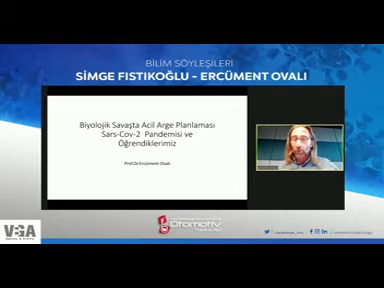 BİLİM SÖYLEŞİLERİ
SİMGE FISTIKOĞLU - ERCÜMENT OVALI
Biyolojik Savaşta Acil Arge Planlaması
Sars-Cov-2 Pandemisi ve
Öğrendiklerimiz
Prof.Dr.Ercüment Ovalı
Otomotiv